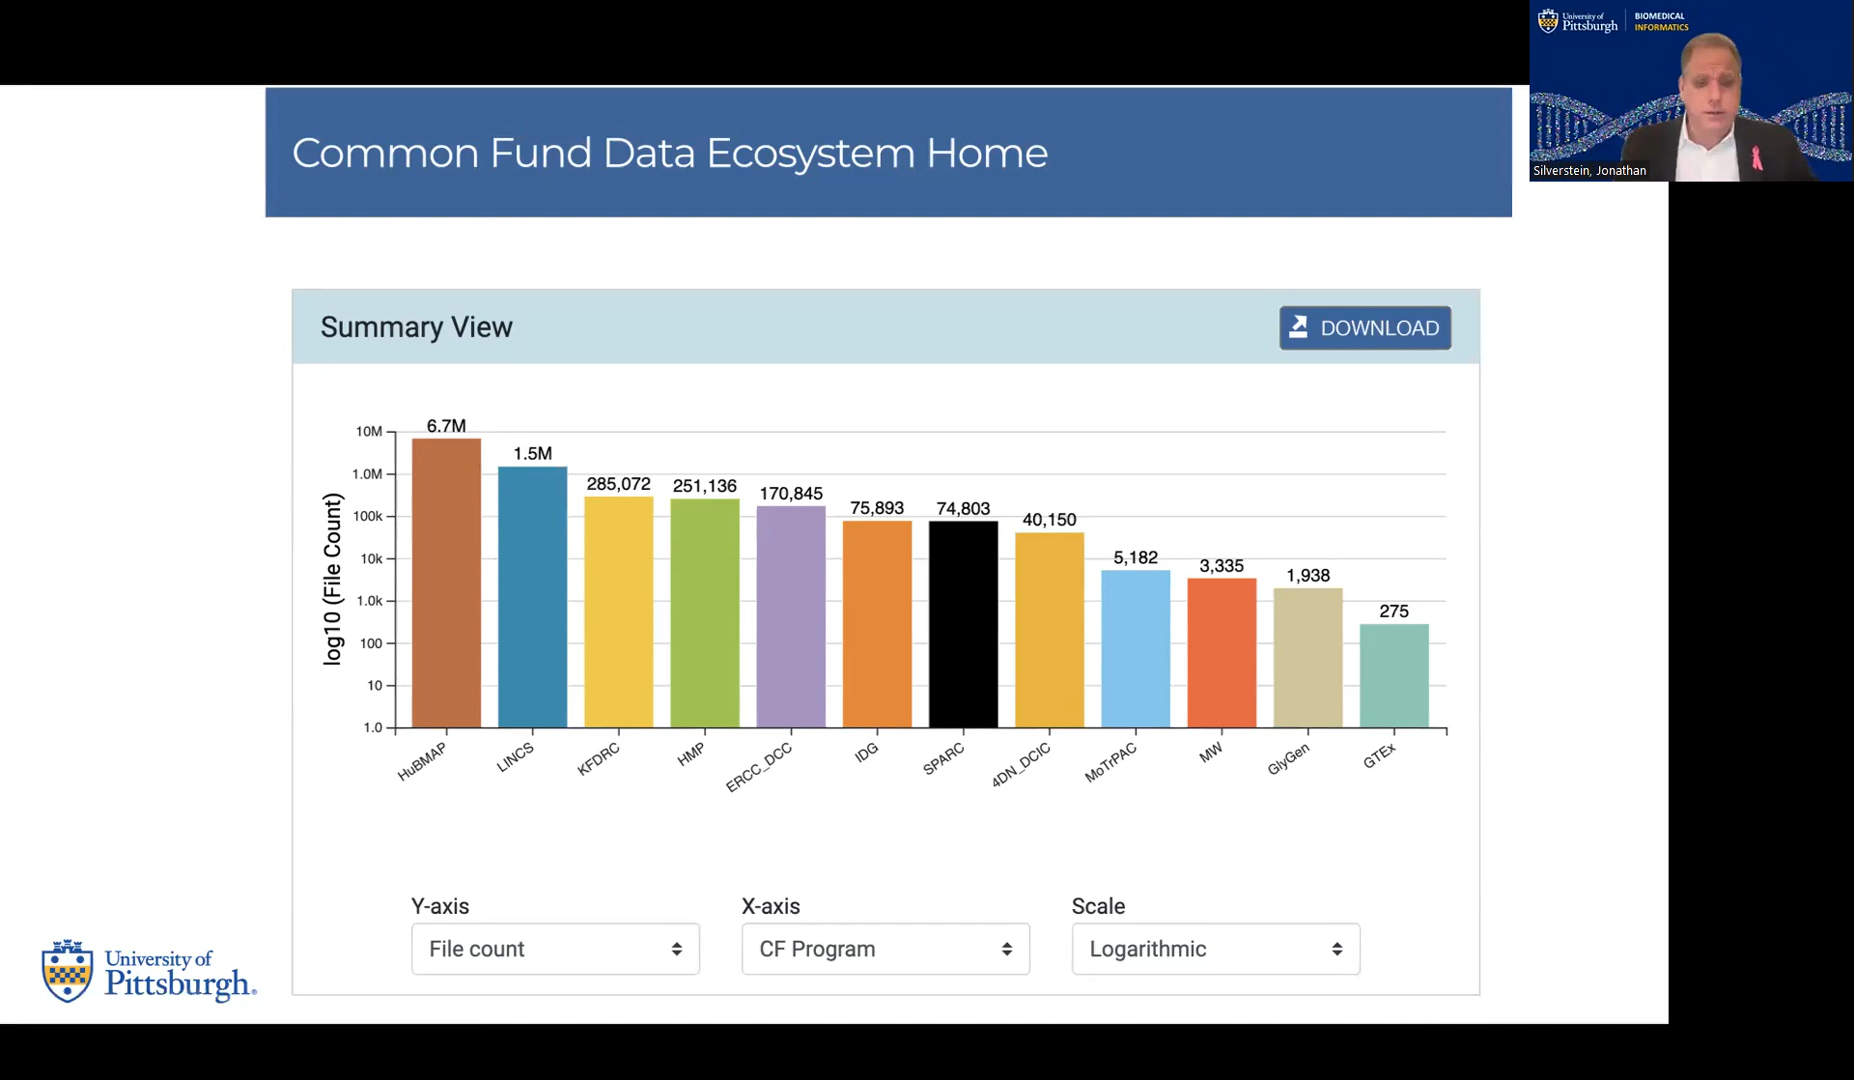 University of
Pittsburgh
BIOMEDICAL
INFORMATICS
Silverstein, Jonathan
Common Fund Data Ecosystem Home
Summary View
DOWNLOAD
log10 (File Count)
10M
1.0M
100k
10k
1.0k
100
10
1.0
6.7M
1.5M
285,072
251,136
170,845
75,893
74,803
40,150
5,182
3,335
1,938
275
HuBMAP
LINCS
KFDRC
HMP
ERCC_DCC
IDG
SPARC
4DN_DCIC
MoTrPAC
MW
GlyGen
GTEx
Y-axis
File count
X-axis
CF Program
Scale
Logarithmic
University of
Pittsburgh®